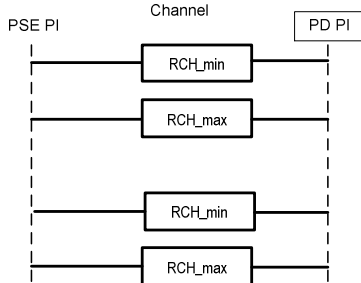 Channel
PSE PI
PD PI
RCH_min
RCH_max
RCH_min
RCH_max